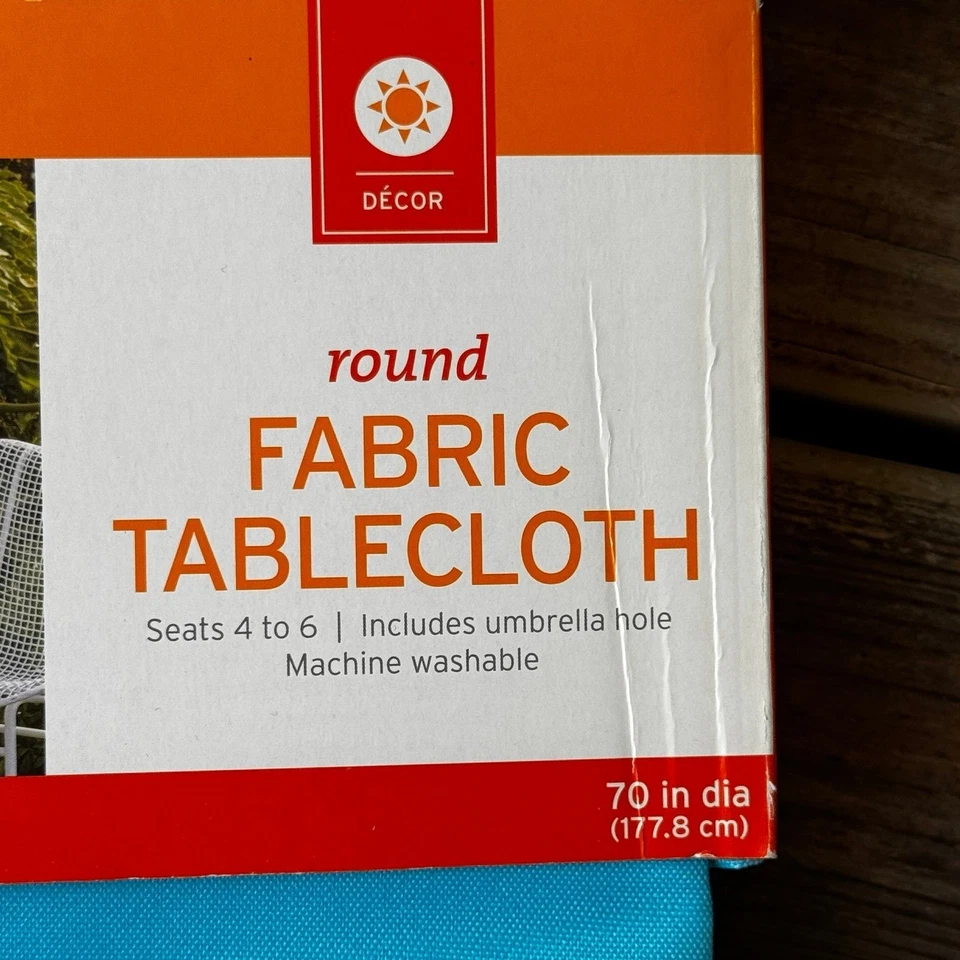 DÉCOR
round
FABRIC
TABLECLOTH
Seats 4 to 6 | Includes umbrella hole
Machine washable
70 in dia
(177.8 cm)